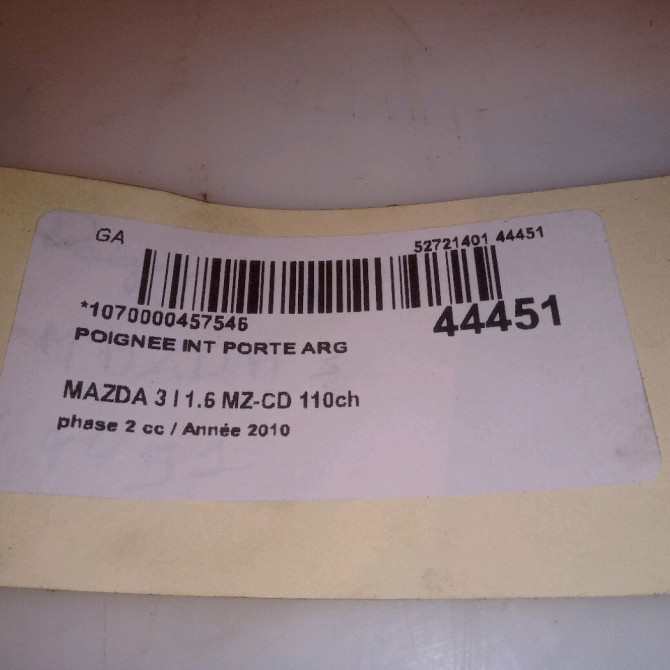 GA
52721401 44451
*1070000457546
44451
POIGNEE INT PORTE ARG
MAZDA 3 I 1.6 MZ-CD 110ch
phase 2 cc / Année 2010